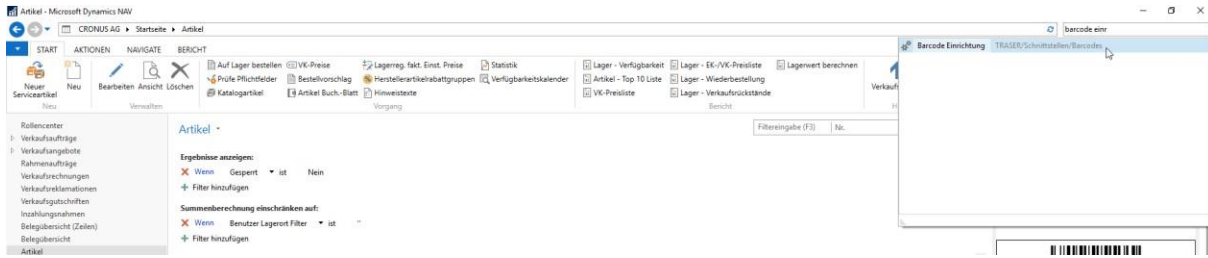 Artikel - Microsoft Dynamics NAV
CRONUS AG ▸ Startseite ▸ Artikel
barcode einr
START AKTIONEN NAVIGATE BERICHT
Barcode Einrichtung TRASER/Schnittstellen/Barcodes
Neuer Serviceartikel
Neu
Bearbeiten Ansicht Löschen
Auf Lager bestellen VK-Preise Lagerreg. fakt. Einst. Preise Statistik
Prüfe Pflichtfelder Bestellvorschlag Herstellerartikelrabattgruppen Verfügbarkeitskalender
Katalogartikel Artikel Buch.-Blatt Hinweistexte
Lager - Verfügbarkeit Lager - EK-/VK-Preisliste Lagerwert berechnen
Artikel - Top 10 Liste Lager - Wiederbestellung
VK-Preisliste Lager - Verkaufsrückstände
Verkauf
Neu Verwalten Vorgang Bericht
Rollencenter
Verkaufsaufträge
Verkaufsangebote
Rahmenaufträge
Verkaufsrechnungen
Verkaufsreklamationen
Verkaufsgutschriften
Inzahlungsnahmen
Belegübersicht (Zeilen)
Belegübersicht
Artikel
Artikel
Filtereingabe (F3) Nr.
Ergebnisse anzeigen:
Wenn Gesperrt ist Nein
Filter hinzufügen
Summenberechnung einschränken auf:
Wenn Benutzer Lagerort Filter ist ''
Filter hinzufügen